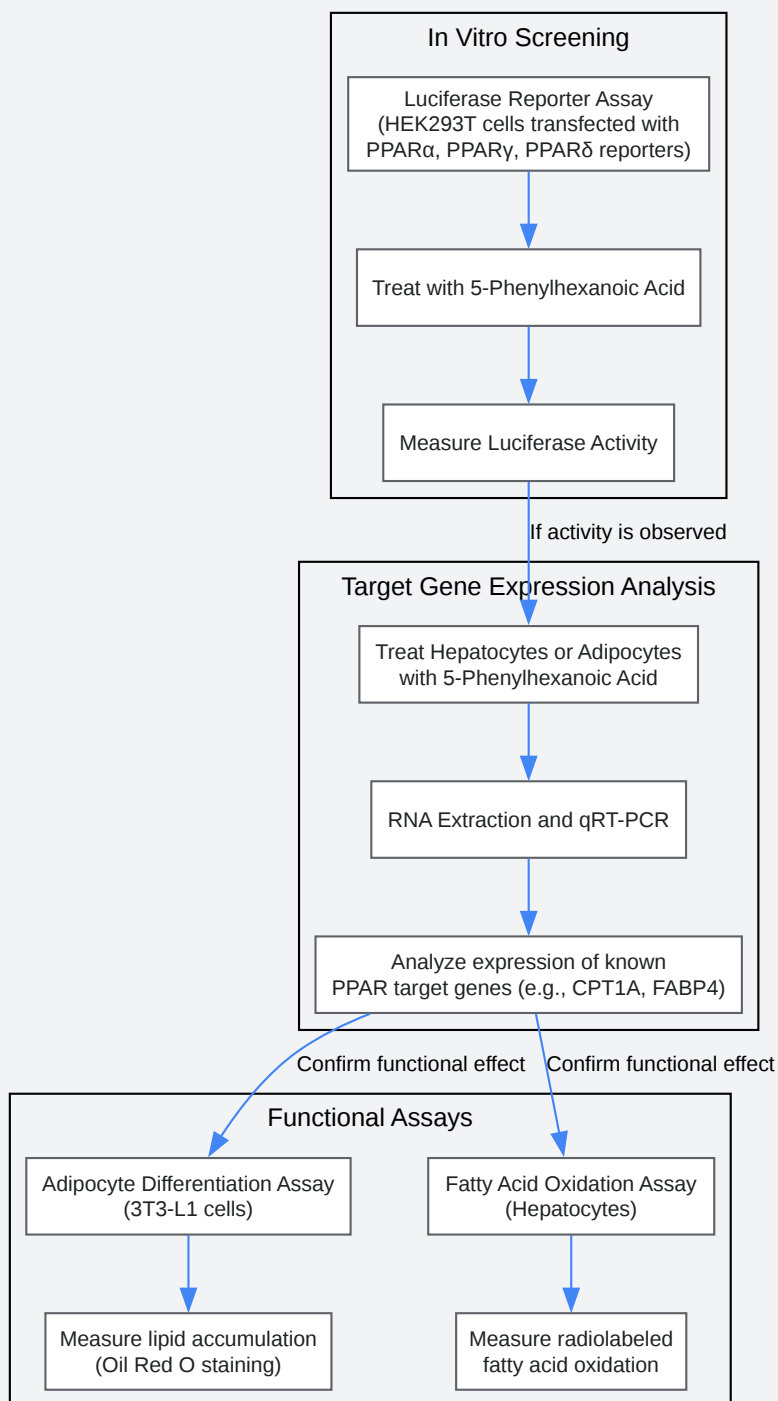 In Vitro Screening
Luciferase Reporter Assay
(HEK293T cells transfected with
PPARα, PPARγ, PPARδ reporters)
Treat with 5-Phenylhexanoic Acid
Measure Luciferase Activity
If activity is observed
Target Gene Expression Analysis
Treat Hepatocytes or Adipocytes
with 5-Phenylhexanoic Acid
RNA Extraction and qRT-PCR
Analyze expression of known
PPAR target genes (e.g., CPT1A, FABP4)
Confirm functional effect
Confirm functional effect
Functional Assays
Adipocyte Differentiation Assay
(3T3-L1 cells)
Fatty Acid Oxidation Assay
(Hepatocytes)
Measure lipid accumulation
(Oil Red O staining)
Measure radiolabeled
fatty acid oxidation